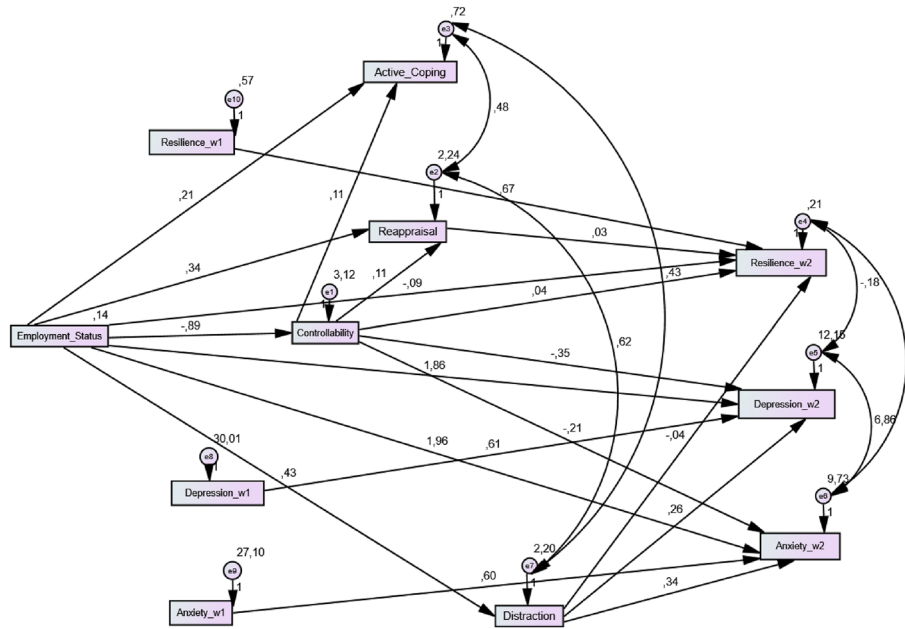 ,72
e3
1
Active_Coping
,57
e10
1
Resilience_w1
,48
2,24
e2
1
,67
,21
,11
Reappraisal
,21
e4
1
,03
Resilience_w2
,34
,11
3,12
e1
1
-,09
,43
,04
-,18
,14
Employment_Status
-,89
Controllability
12,15
e5
1
,62
-,35
1,86
Depression_w2
-,21
-,04
6,86
30,01
e8
1
1,96
,61
,43
Depression_w1
9,73
e6
1
,26
Anxiety_w2
27,10
e9
1
2,20
e7
1
,60
,34
Anxiety_w1
Distraction